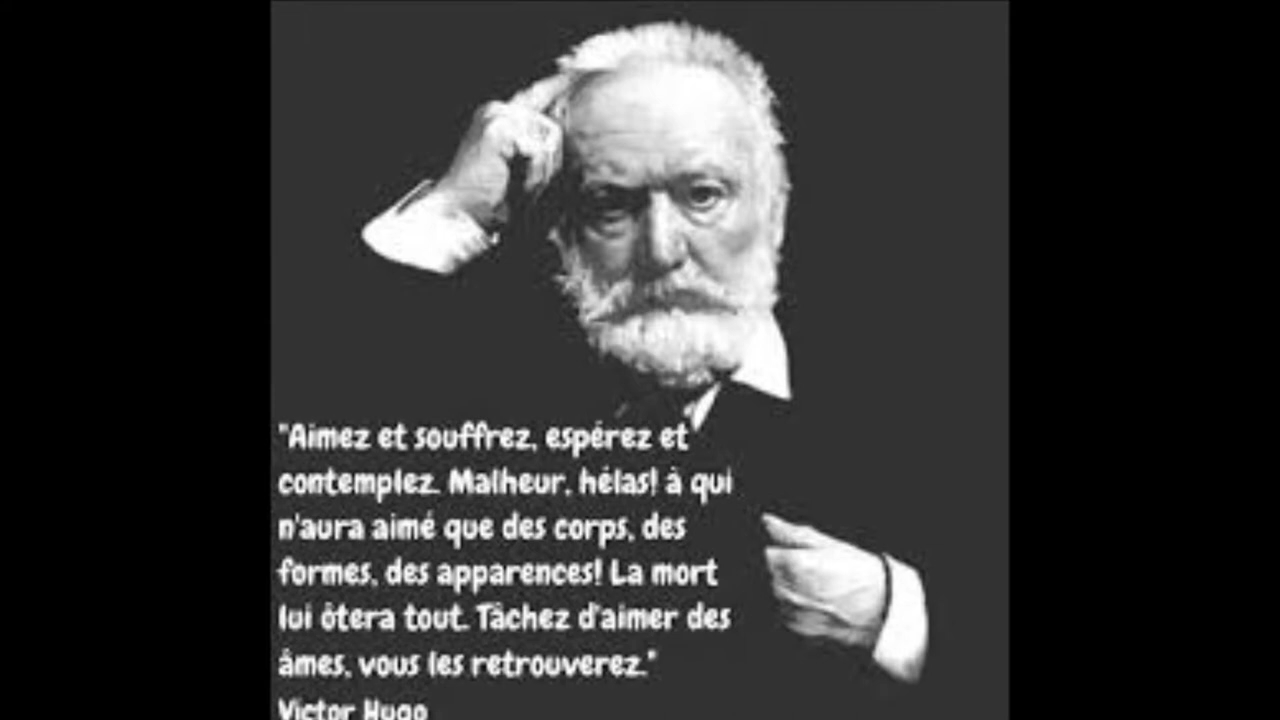 "Aimez et souffrez, espérez et
contemplez. Malheur, hélas! à qui
n'aura aimé que des corps, des
formes, des apparences! La mort
lui ôtera tout. Tâchez d'aimer des
âmes, vous les retrouverez."
Victor Hugo